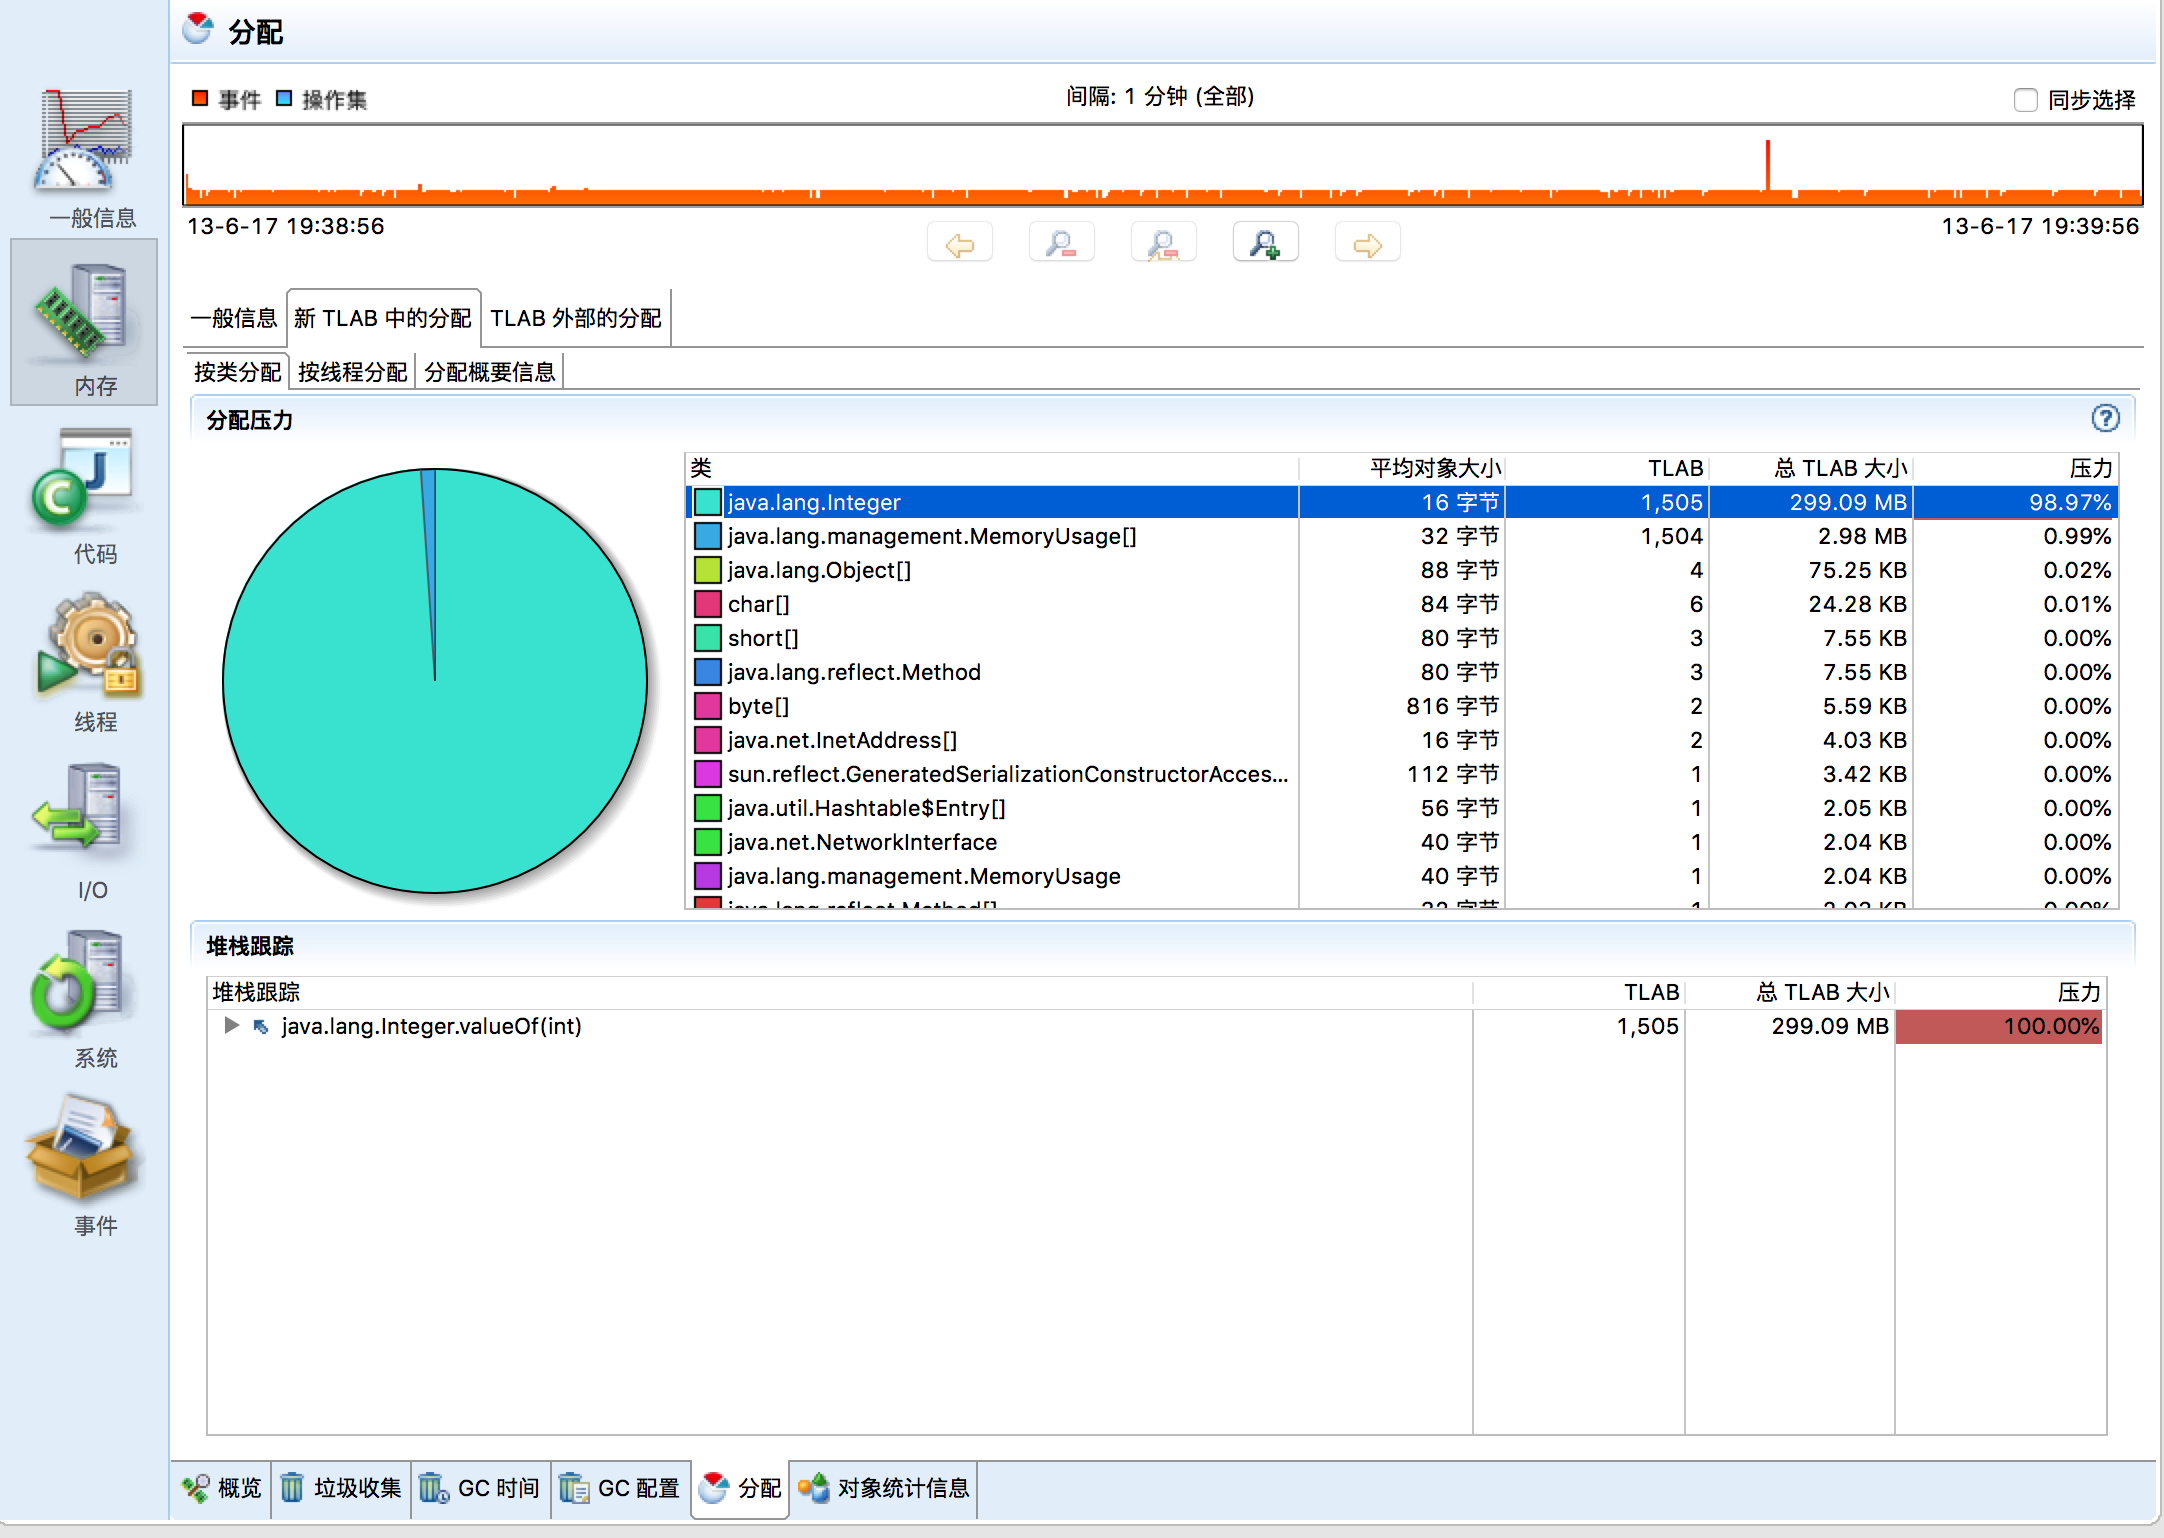 分配
事件 操作集 间隔: 1 分钟 (全部) 同步选择
13-6-17 19:38:56 13-6-17 19:39:56
一般信息
内存
代码
线程
I/O
系统
事件
一般信息 新 TLAB 中的分配 TLAB 外部的分配
按类分配 按线程分配 分配概要信息
分配压力
类 平均对象大小 TLAB 总 TLAB 大小 压力
java.lang.Integer 16 字节 1,505 299.09 MB 98.97%
java.lang.management.MemoryUsage[] 32 字节 1,504 2.98 MB 0.99%
java.lang.Object[] 88 字节 4 75.25 KB 0.02%
char[] 84 字节 6 24.28 KB 0.01%
short[] 80 字节 3 7.55 KB 0.00%
java.lang.reflect.Method 80 字节 3 7.55 KB 0.00%
byte[] 816 字节 2 5.59 KB 0.00%
java.net.InetAddress[] 16 字节 2 4.03 KB 0.00%
sun.reflect.GeneratedSerializationConstructorAcces... 112 字节 1 3.42 KB 0.00%
java.util.Hashtable$Entry[] 56 字节 1 2.05 KB 0.00%
java.net.NetworkInterface 40 字节 1 2.04 KB 0.00%
java.lang.management.MemoryUsage 40 字节 1 2.04 KB 0.00%
java.lang.reflect.Method[]
堆栈跟踪
堆栈跟踪 TLAB 总 TLAB 大小 压力
java.lang.Integer.valueOf(int) 1,505 299.09 MB 100.00%
概览 垃圾收集 GC 时间 GC 配置 分配 对象统计信息